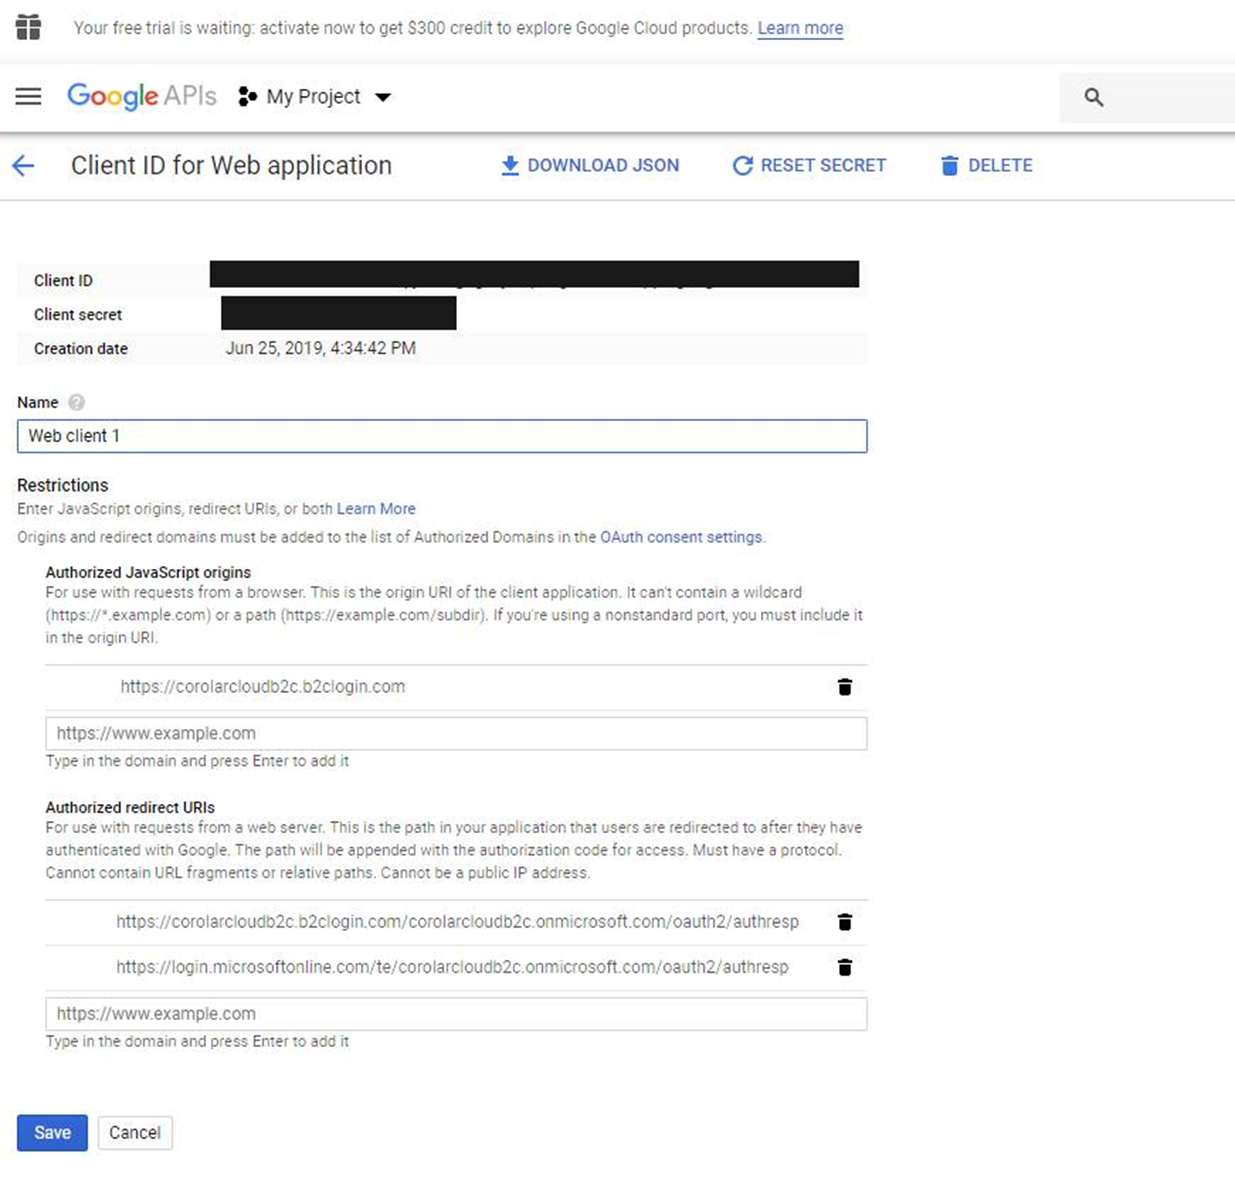 Your free trial is waiting: activate now to get $300 credit to explore Google Cloud products. Learn more
Google APIs My Project
Client ID for Web application DOWNLOAD JSON RESET SECRET DELETE
Client ID
Client secret
Creation date Jun 25, 2019, 4:34:42 PM
Name ?
Web client 1
Restrictions
Enter JavaScript origins, redirect URIs, or both Learn More
Origins and redirect domains must be added to the list of Authorized Domains in the OAuth consent settings.
Authorized JavaScript origins
For use with requests from a browser. This is the origin URI of the client application. It can't contain a wildcard
(https://*.example.com) or a path (https://example.com/subdir). If you're using a nonstandard port, you must include it
in the origin URI.
https://corolarcloudb2c.b2clogin.com
https://www.example.com
Type in the domain and press Enter to add it
Authorized redirect URIs
For use with requests from a web server. This is the path in your application that users are redirected to after they have
authenticated with Google. The path will be appended with the authorization code for access. Must have a protocol.
Cannot contain URL fragments or relative paths. Cannot be a public IP address.
https://corolarcloudb2c.b2clogin.com/corolarcloudb2c.onmicrosoft.com/oauth2/authresp
https://login.microsoftonline.com/te/corolarcloudb2c.onmicrosoft.com/oauth2/authresp
https://www.example.com
Type in the domain and press Enter to add it
Save Cancel